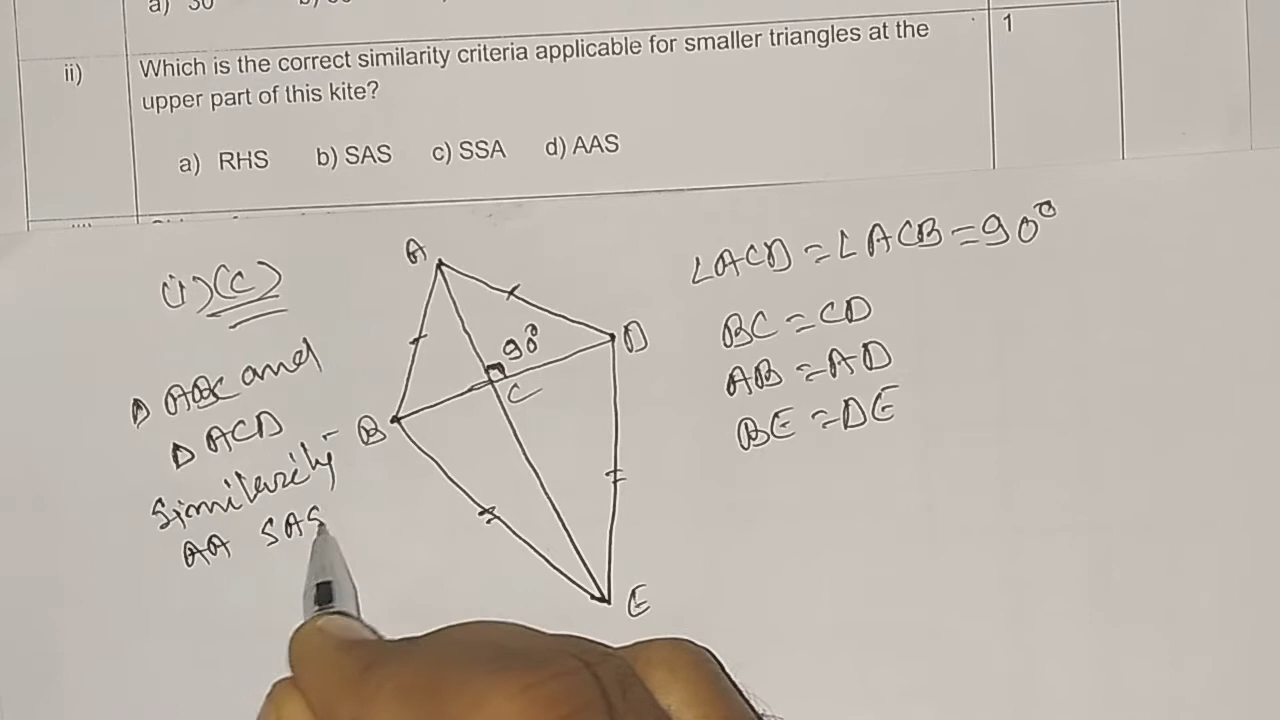 a) 30
ii) Which is the correct similarity criteria applicable for smaller triangles at the 1
upper part of this kite?
a) RHS b) SAS c) SSA d) AAS
(i)(c)
∆ ABC and
∆ ACD
Similarity-
AA SAS
A
B
C
D
E
90°
∠ACD = ∠ACB = 90°
BC = CD
AB = AD
BE = DE